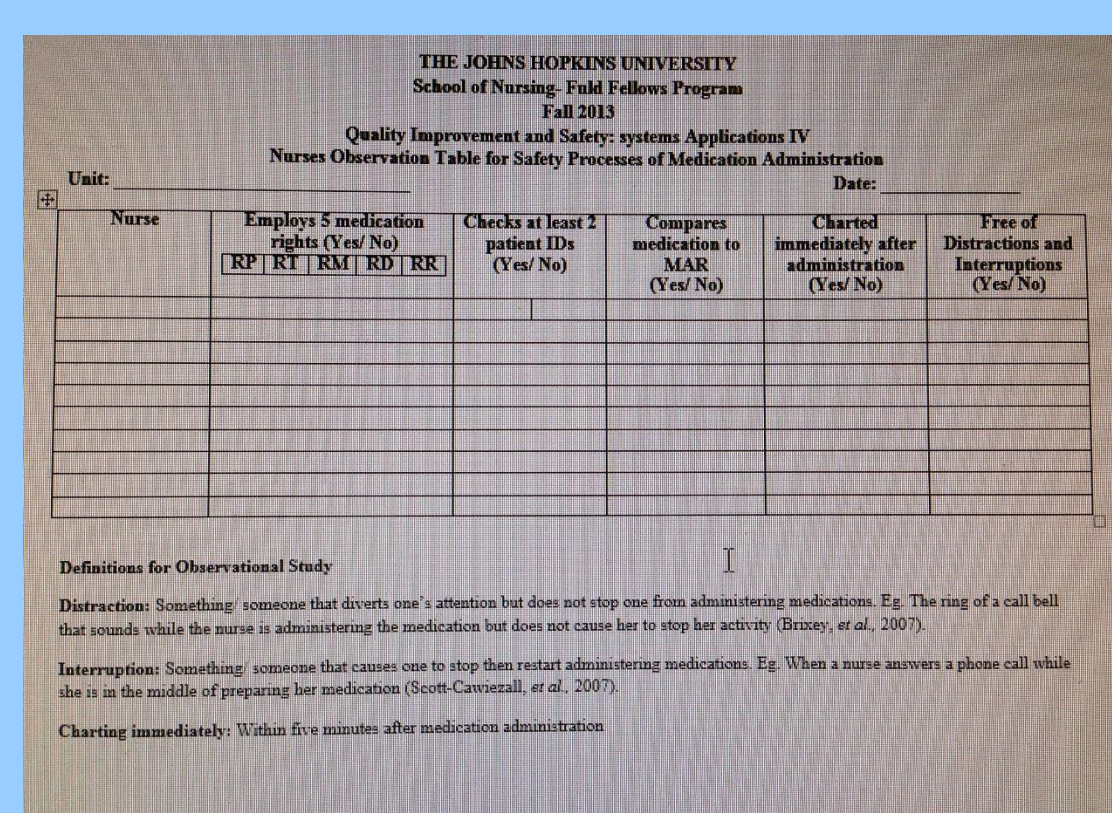 THE JOHNS HOPKINS UNIVERSITY
School of Nursing- Fuld Fellows Program
Fall 2013
Quality Improvement and Safety: systems Applications IV
Nurses Observation Table for Safety Processes of Medication Administration
Unit: Date:
Nurse
Employs 5 medication
rights (Yes/ No)
RP RT RM RD RR
Checks at least 2
patient IDs
(Yes/ No)
Compares
medication to
MAR
(Yes/ No)
Charted
immediately after
administration
(Yes/ No)
Free of
Distractions and
Interruptions
(Yes/ No)
Definitions for Observational Study
Distraction: Something/ someone that diverts one's attention but does not stop one from administering medications. Eg. The ring of a call bell
that sounds while the nurse is administering the medication but does not cause her to stop her activity (Brixey, et al., 2007).
Interruption: Something/ someone that causes one to stop then restart administering medications. Eg. When a nurse answers a phone call while
she is in the middle of preparing her medication (Scott-Cawiezall, et al., 2007).
Charting immediately: Within five minutes after medication administration